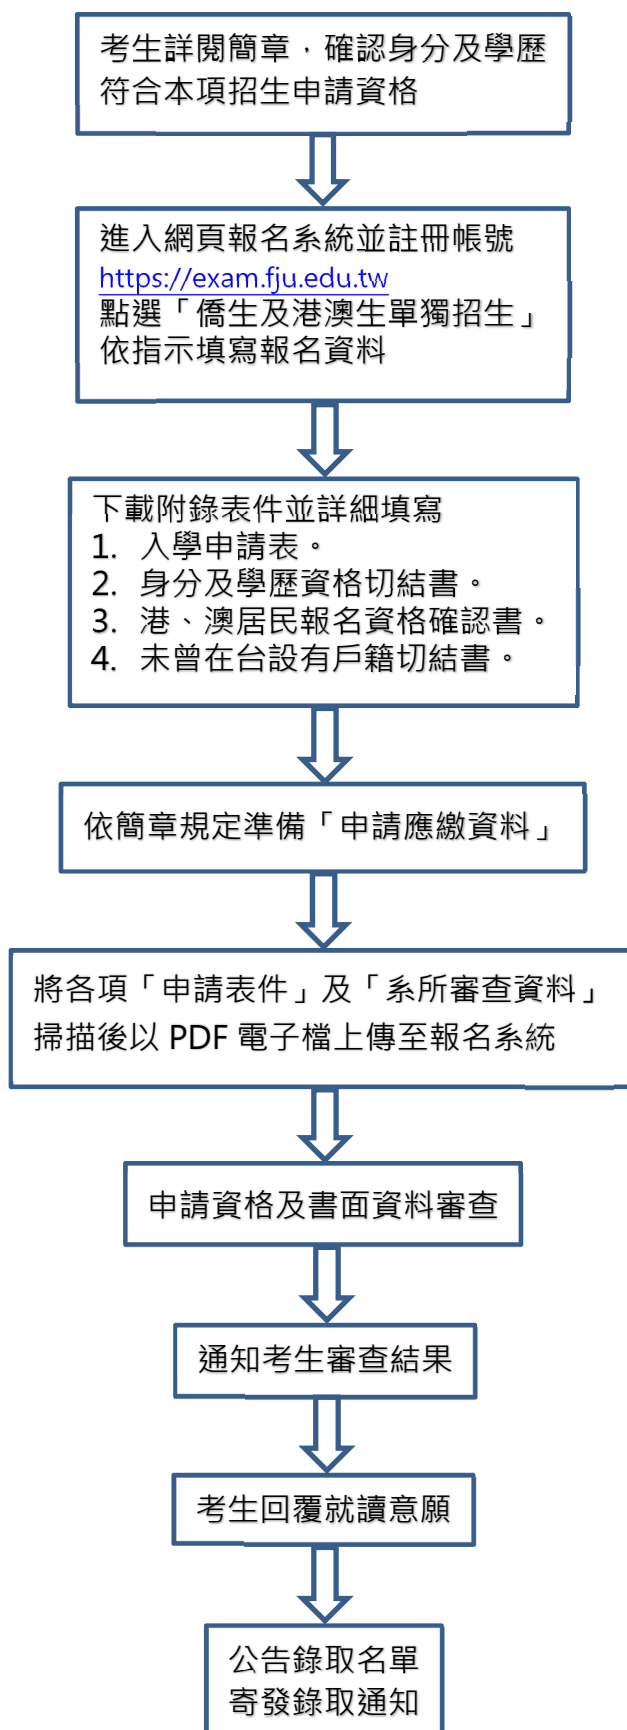 考生詳閱簡章，確認身分及學歷
符合本項招生申請資格
進入網頁報名系統並註冊帳號
https://exam.fju.edu.tw
點選「僑生及港澳生單獨招生」
依指示填寫報名資料
下載附錄表件並詳細填寫
1. 入學申請表。
2. 身分及學歷資格切結書。
3. 港、澳居民報名資格確認書。
4. 未曾在台設有戶籍切結書。
依簡章規定準備「申請應繳資料」
將各項「申請表件」及「系所審查資料」
掃描後以 PDF 電子檔上傳至報名系統
申請資格及書面資料審查
通知考生審查結果
考生回覆就讀意願
公告錄取名單
寄發錄取通知